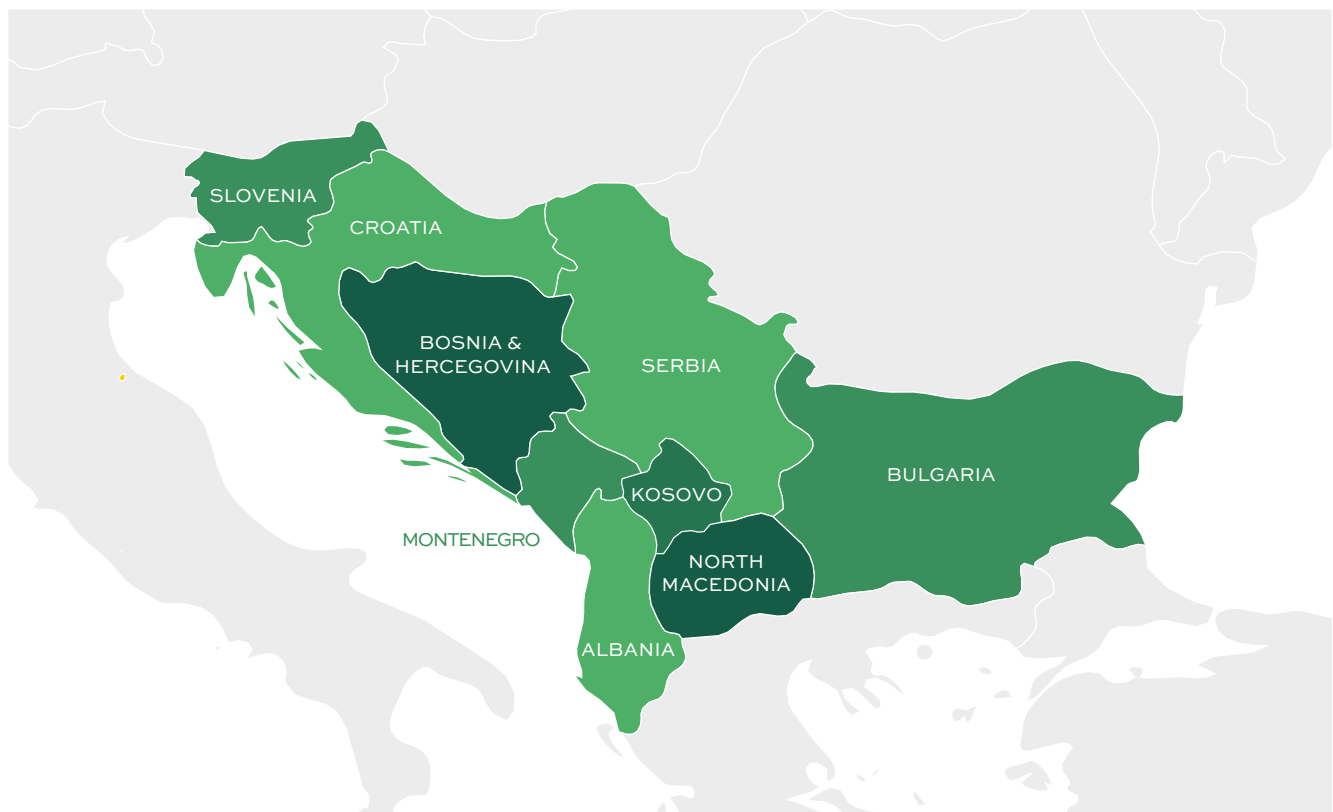 SLOVENIA
CROATIA
BOSNIA &
HERCEGOVINA
SERBIA
BULGARIA
KOSOVO
MONTENEGRO
NORTH
MACEDONIA
ALBANIA